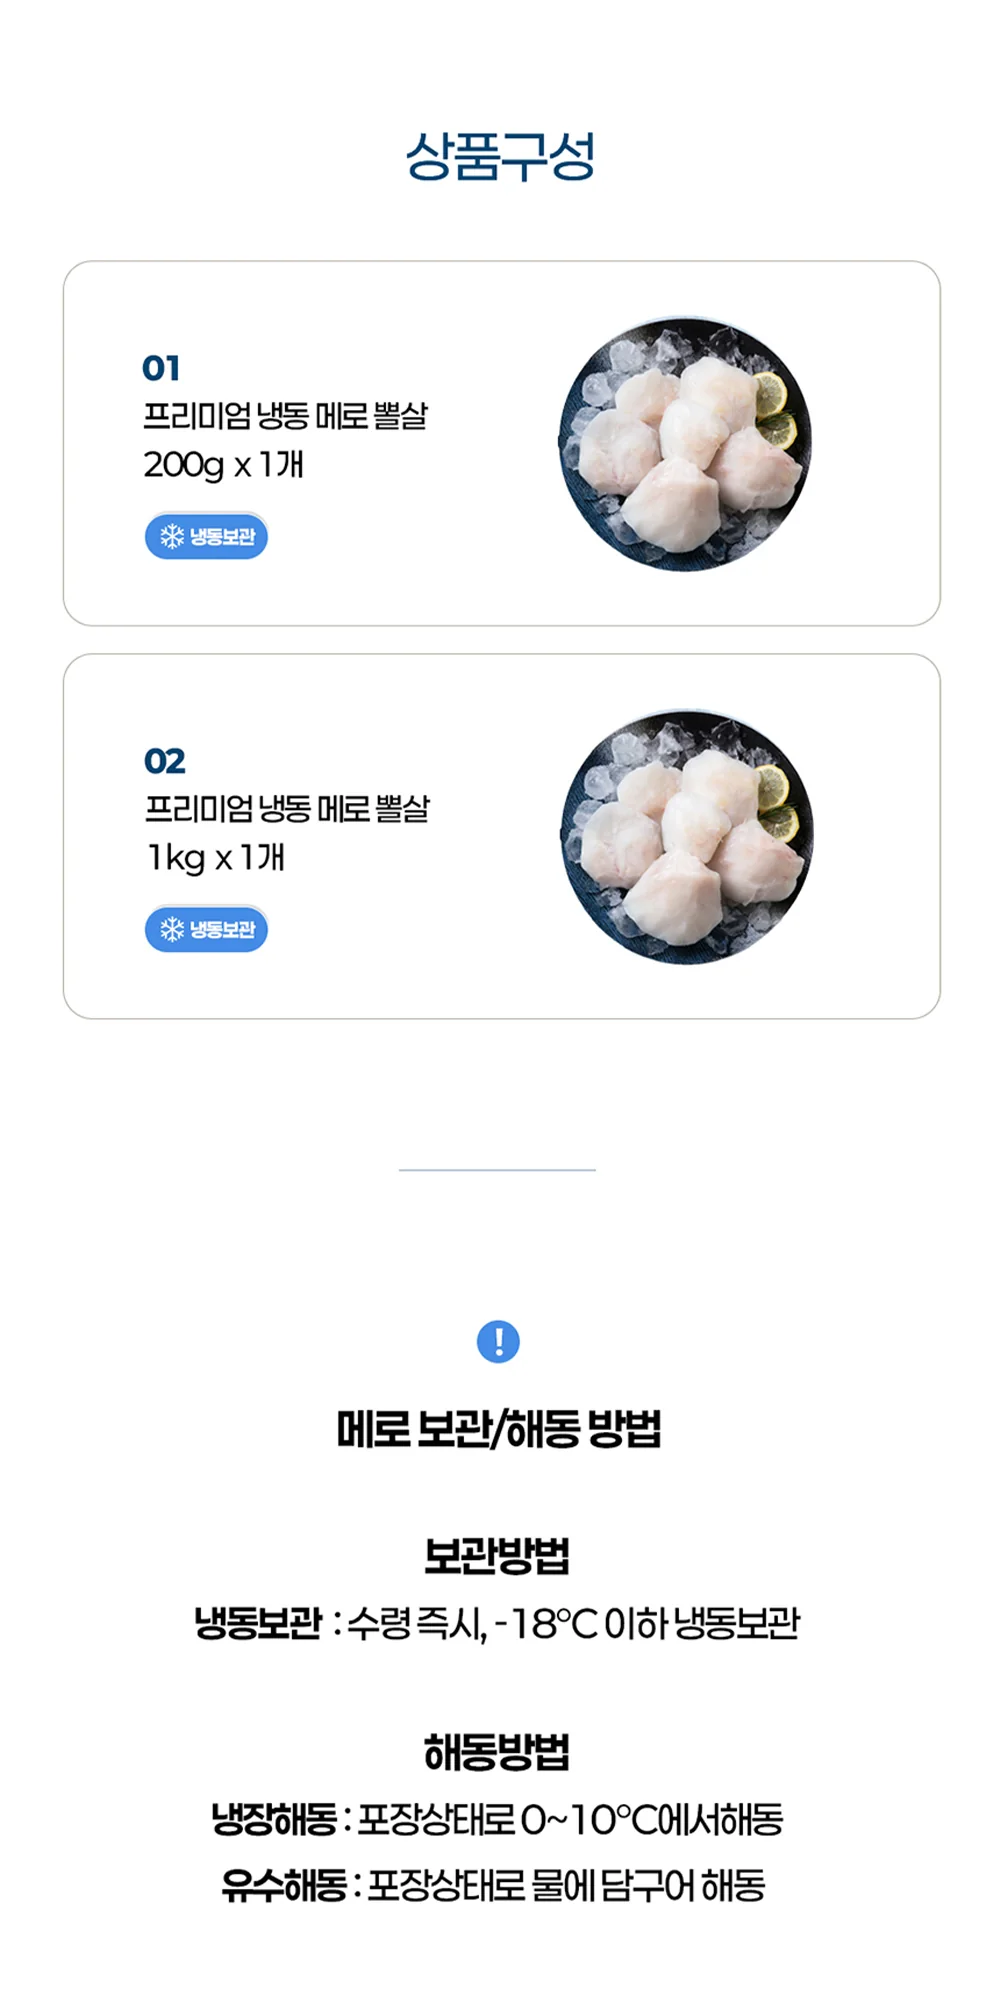 상품구성
01
프리미엄 냉동 메로 뽈살
200g x 1개
냉동보관
02
프리미엄 냉동 메로 뽈살
1kg x 1개
냉동보관
!
메로 보관/해동 방법
보관방법
냉동보관 : 수령 즉시, -18°C 이하 냉동보관
해동방법
냉장해동 : 포장상태로 0~10°C에서해동
유수해동 : 포장상태로 물에 담구어 해동